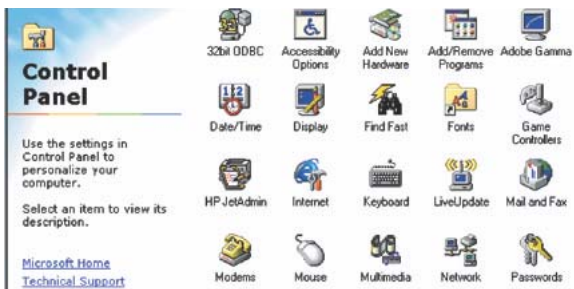 Control
Panel
Use the settings in
Control Panel to
personalize your
computer.
Select an item to view its
description.
Microsoft Home
Technical Support
32bit ODBC
Accessibility
Options
Add New
Hardware
Add/Remove
Programs
Adobe Gamma
Date/Time
Display
Find Fast
Fonts
Game
Controllers
HP JetAdmin
Internet
Keyboard
LiveUpdate
Mail and Fax
Modems
Mouse
Multimedia
Network
Passwords